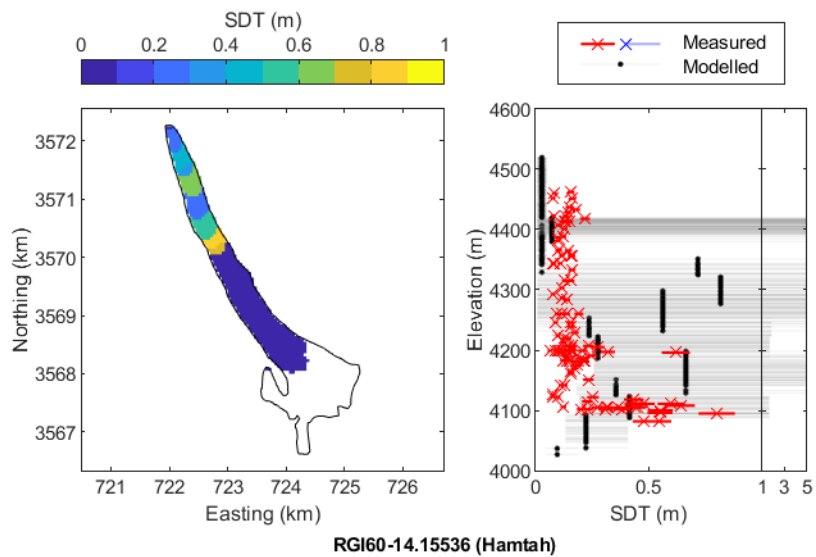 SDT (m)
0 0.2 0.4 0.6 0.8 1
Measured
Modelled
3572
3571
3570
3569
3568
3567
Northing (km)
721 722 723 724 725 726
Easting (km)
4600
4500
4400
4300
4200
4100
4000
Elevation (m)
0 0.5 1 3 5
SDT (m)
RGI60-14.15536 (Hamtah)